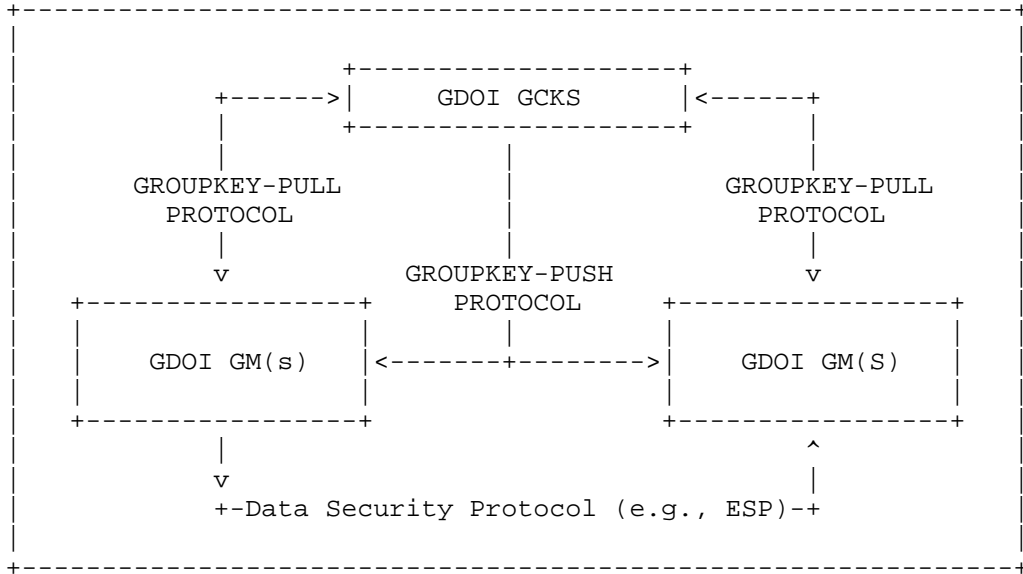 GDOI GCKS
GROUPKEY-PULL GROUPKEY-PULL
PROTOCOL PROTOCOL
GROUPKEY-PUSH
PROTOCOL
GDOI GM(s) GDOI GM(S)
Data Security Protocol (e.g., ESP)